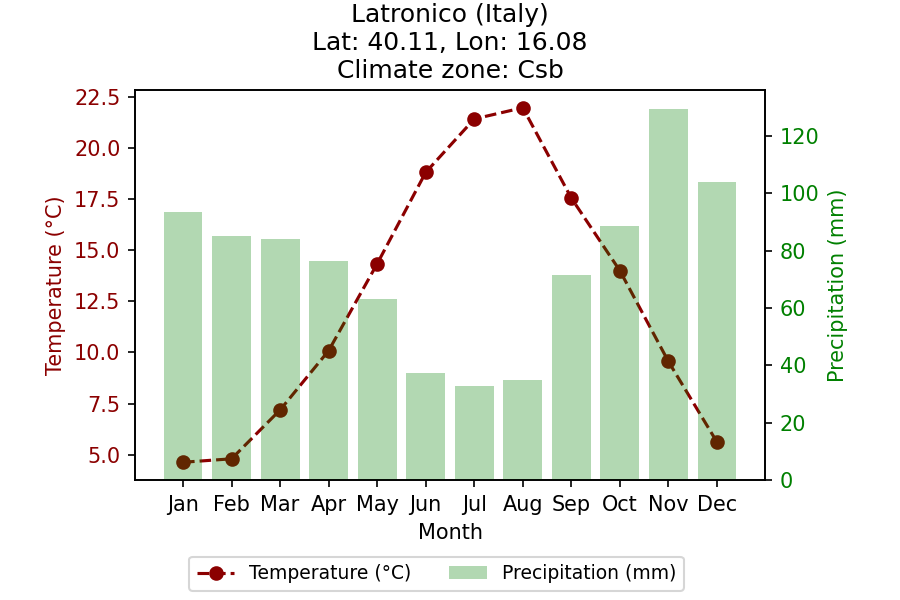 Latronico (Italy)
Lat: 40.11, Lon: 16.08
Climate zone: Csb
Temperature (°C)
22.5
20.0
17.5
15.0
12.5
10.0
7.5
5.0
120
100
80
60
40
20
0
Precipitation (mm)
Jan Feb Mar Apr May Jun Jul Aug Sep Oct Nov Dec
Month
Temperature (°C) Precipitation (mm)